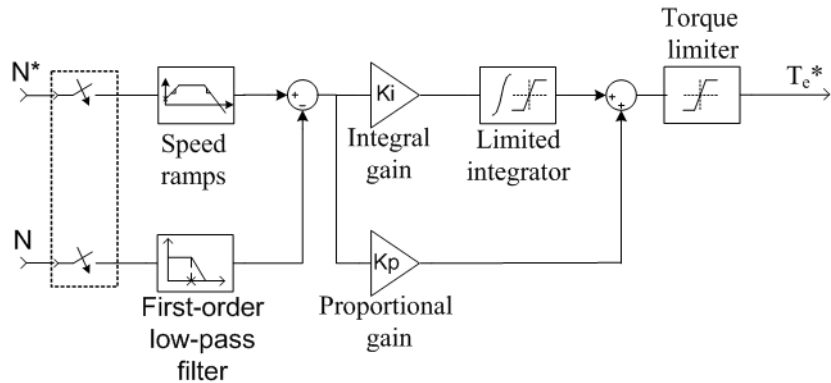 N*
Speed
ramps
+
−
Ki
Integral
gain
Limited
integrator
+
+
Torque
limiter
Te*
N
First-order
low-pass
filter
Kp
Proportional
gain